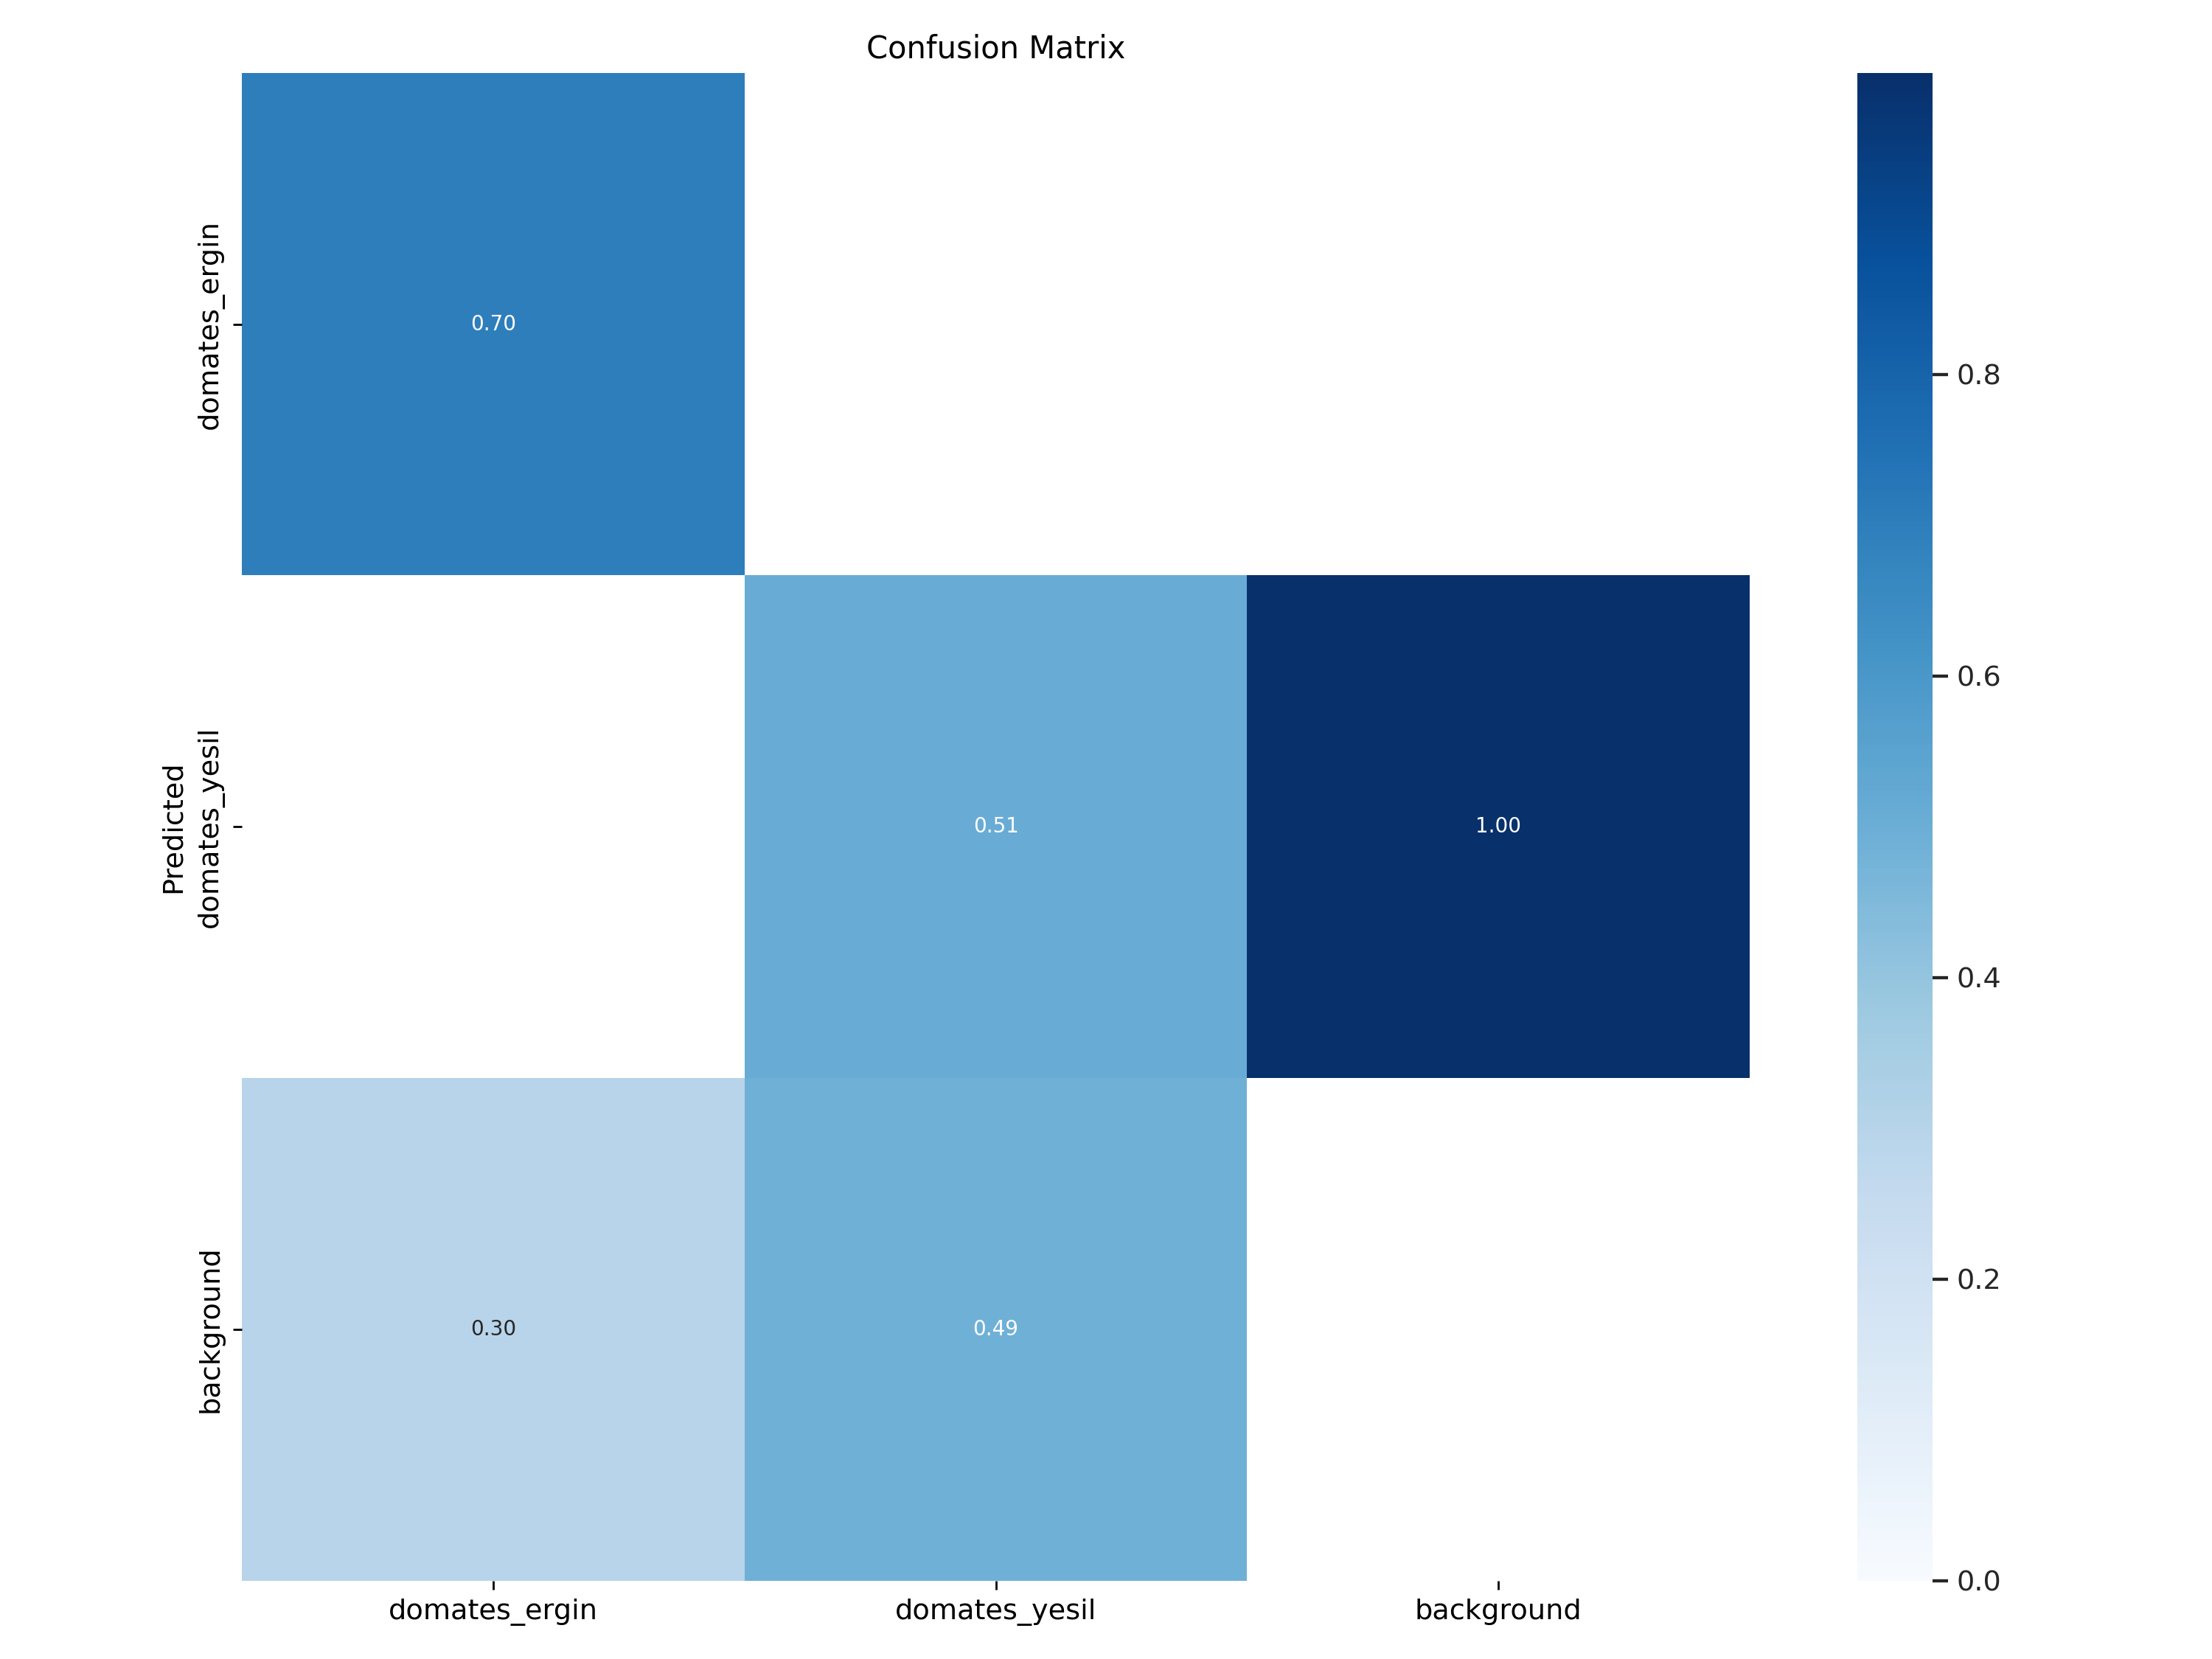 Confusion Matrix
domates_ergin
0.70
0.8
Predicted
domates_yesil
0.51
1.00
0.6
0.4
background
0.30
0.49
0.2
0.0
domates_ergin
domates_yesil
background